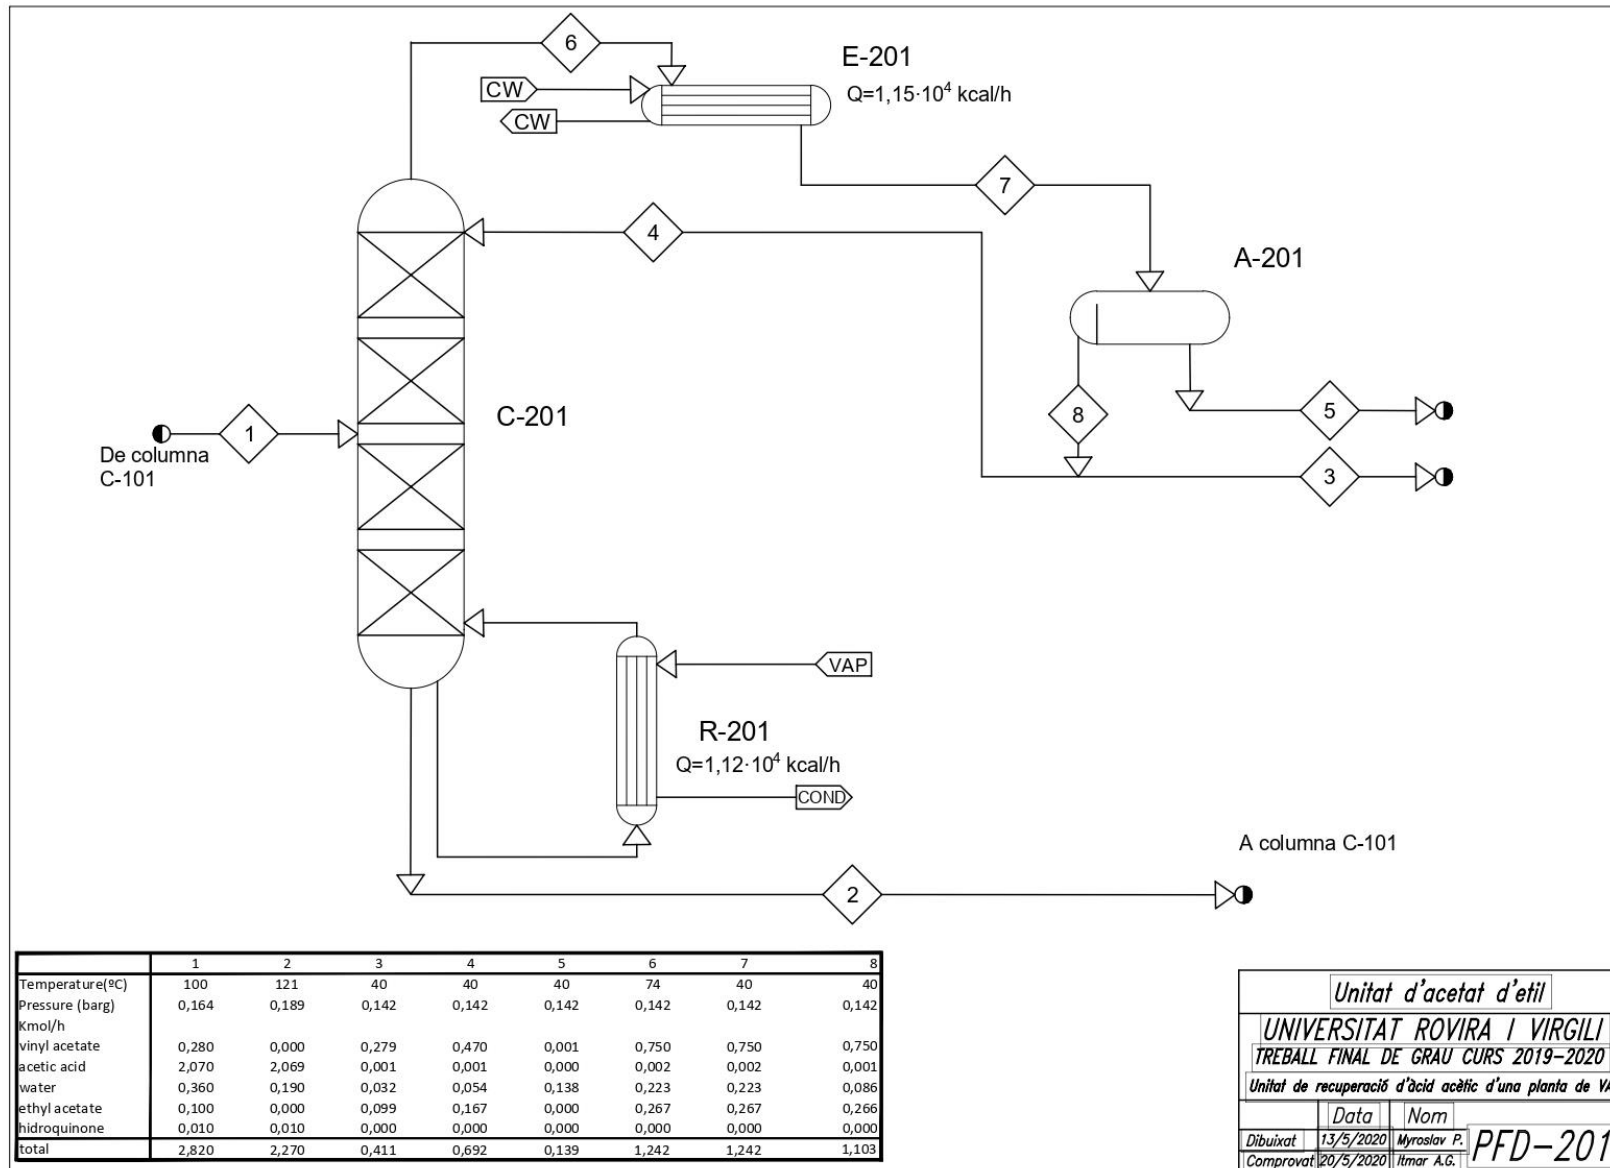 6
E-201
Q=1,15·10⁴ kcal/h
CW
CW
7
4
A-201
C-201
1
De columna
C-101
8
5
3
VAP
R-201
Q=1,12·10⁴ kcal/h
COND
A columna C-101
2
1 2 3 4 5 6 7 8
Temperature(ºC) 100 121 40 40 40 74 40 40
Pressure (barg) 0,164 0,189 0,142 0,142 0,142 0,142 0,142 0,142
Kmol/h
vinyl acetate 0,280 0,000 0,279 0,470 0,001 0,750 0,750 0,750
acetic acid 2,070 2,069 0,001 0,001 0,000 0,002 0,002 0,001
water 0,360 0,190 0,032 0,054 0,138 0,223 0,223 0,086
ethyl acetate 0,100 0,000 0,099 0,167 0,000 0,267 0,267 0,266
hidroquinone 0,010 0,010 0,000 0,000 0,000 0,000 0,000 0,000
total 2,820 2,270 0,411 0,692 0,139 1,242 1,242 1,103
Unitat d'acetat d'etil
UNIVERSITAT ROVIRA I VIRGILI
TREBALL FINAL DE GRAU CURS 2019-2020
Unitat de recuperació d'àcid acètic d'una planta de VA
Data Nom
Dibuixat 13/5/2020 Myroslav P.
PFD-201
Comprovat 20/5/2020 Itmar A.G.